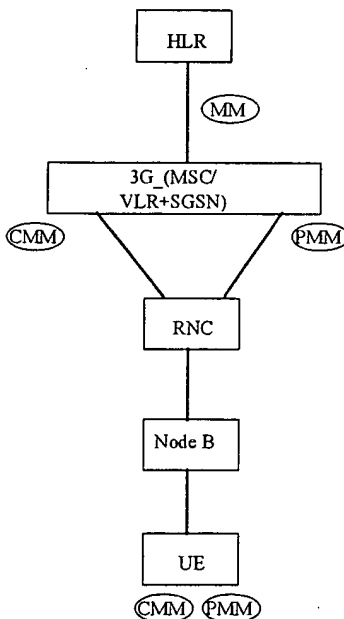 HLR
MM
3G_(MSC/
VLR+SGSN)
CMM
PMM
RNC
Node B
UE
CMM
PMM